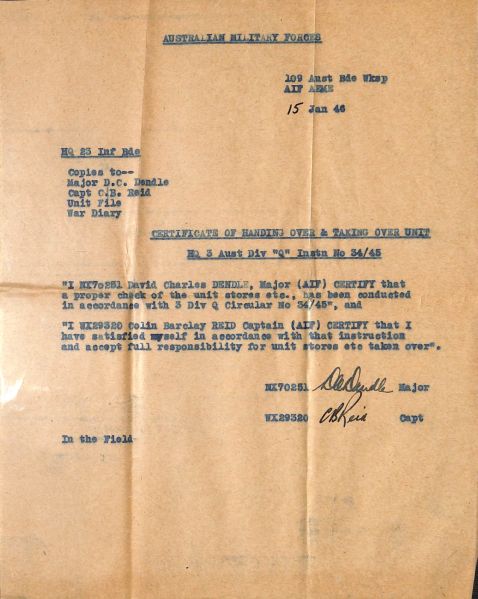 AUSTRALIAN MILITARY FORCES
109 Aust Bde Wksp
AIF AEME
15 Jan 46
HQ 23 Inf Bde
Copies to--
Major D.C. Dendle
Capt C.B. Reid
Unit File
War Diary
CERTIFICATE OF HANDING OVER & TAKING OVER UNIT
HQ 3 Aust Div "Q" Instn No 34/45
"I NX70251 David Charles DENDLE, Major (AIF) CERTIFY that
a proper check of the unit stores etc., has been conducted
in accordance with 3 Div Q Circular No 34/45", and
"I WX29320 Colin Barclay REID Captain (AIF) CERTIFY that I
have satisfied myself in accordance with that instruction
and accept full responsibility for unit stores etc taken over".
NX70251 DCDendle Major
WX29320 CBReid Capt
In the Field